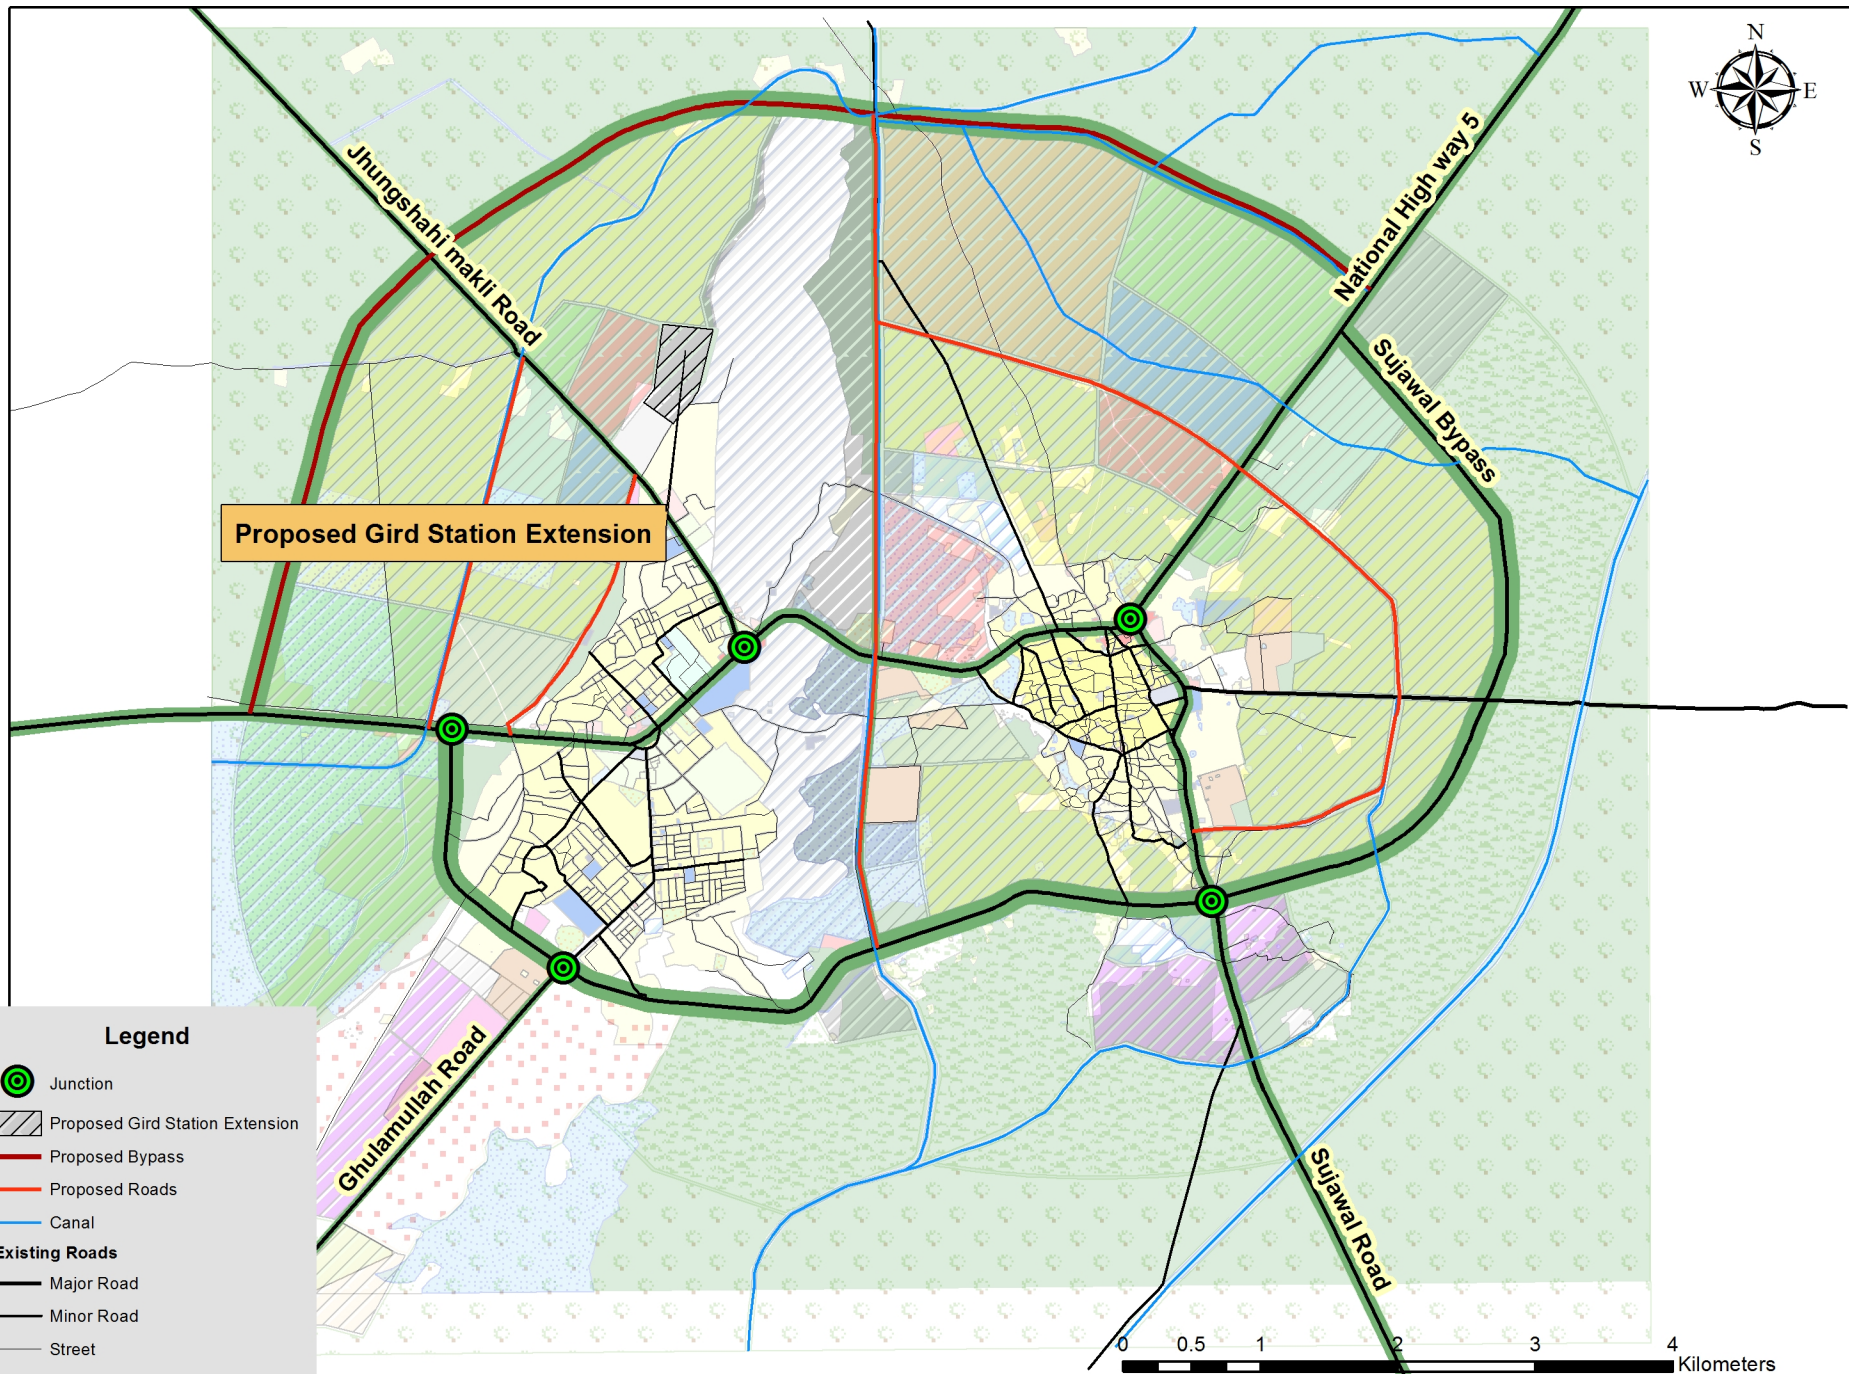 N
W E
S
Jhungshahi makli Road
National High way 5
Sujawal Bypass
Proposed Gird Station Extension
Legend
Junction
Proposed Gird Station Extension
Proposed Bypass
Proposed Roads
Canal
Existing Roads
Major Road
Minor Road
Street
Ghulamullah Road
Sujawal Road
0 0.5 1 2 3 4
Kilometers